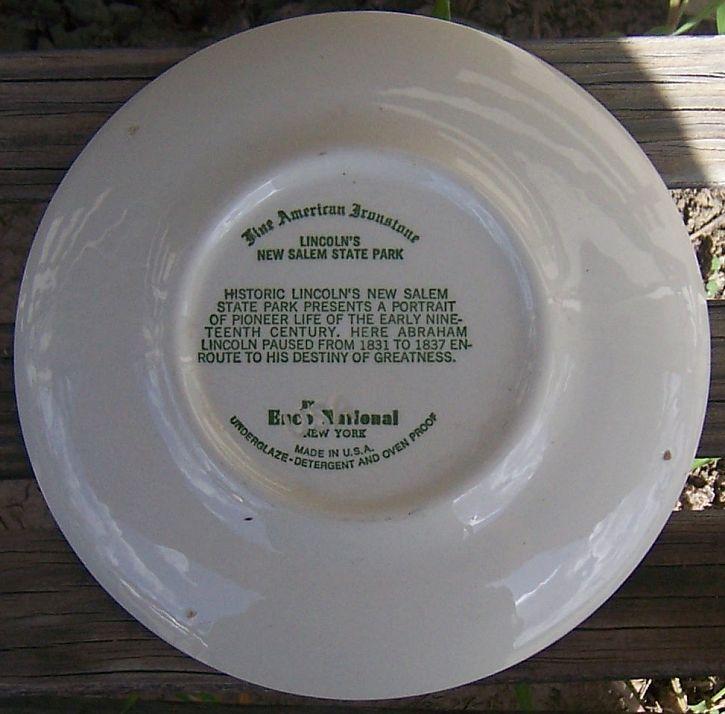 Fine American Ironstone
LINCOLN'S
NEW SALEM STATE PARK
HISTORIC LINCOLN'S NEW SALEM
STATE PARK PRESENTS A PORTRAIT
OF PIONEER LIFE OF THE EARLY NINE-
TEENTH CENTURY. HERE ABRAHAM
LINCOLN PAUSED FROM 1831 TO 1837 EN-
ROUTE TO HIS DESTINY OF GREATNESS.
BY
Enco National
NEW YORK
MADE IN U.S.A.
UNDERGLAZE-DETERGENT AND OVEN PROOF